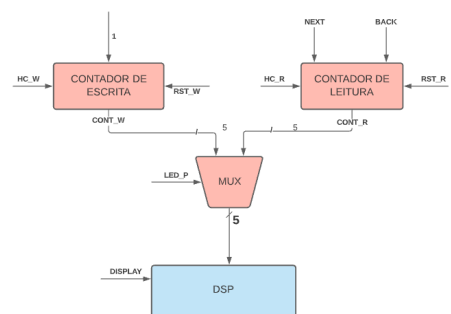 NEXT
BACK
1
HC_W
CONTADOR DE
ESCRITA
RST_W
HC_R
CONTADOR DE
LEITURA
RST_R
CONT_W
5
5
CONT_R
LED_P
MUX
5
DISPLAY
DSP